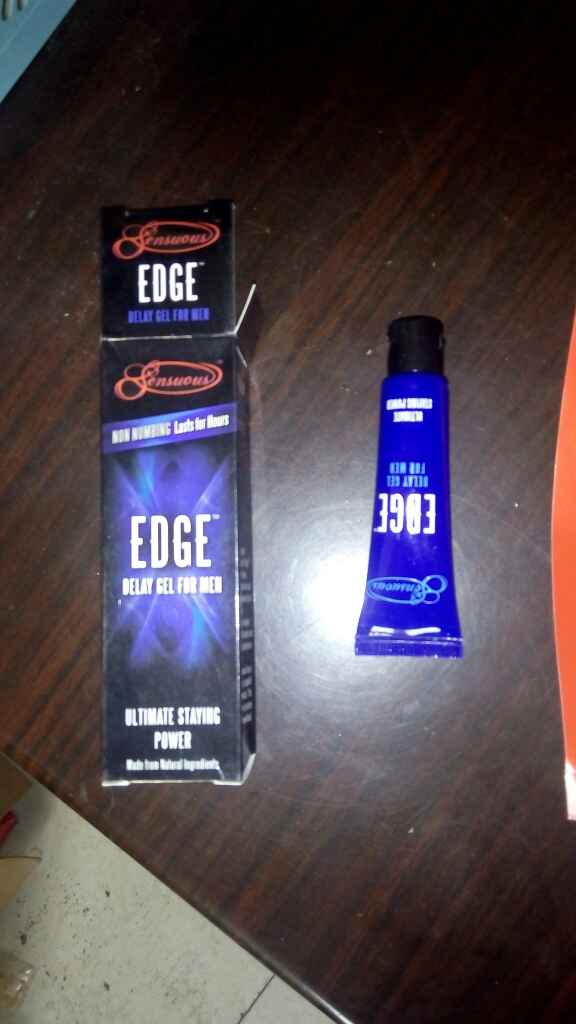 Sensuous
EDGE™
DELAY GEL FOR MEN
Sensuous
NON NUMBING Lasts for Hours
EDGE™
DELAY GEL FOR MEN
ULTIMATE STAYING
POWER
Made from Natural Ingredients
Sensuous
EDGE™
DELAY GEL
FOR MEN
ULTIMATE
STAYING POWER